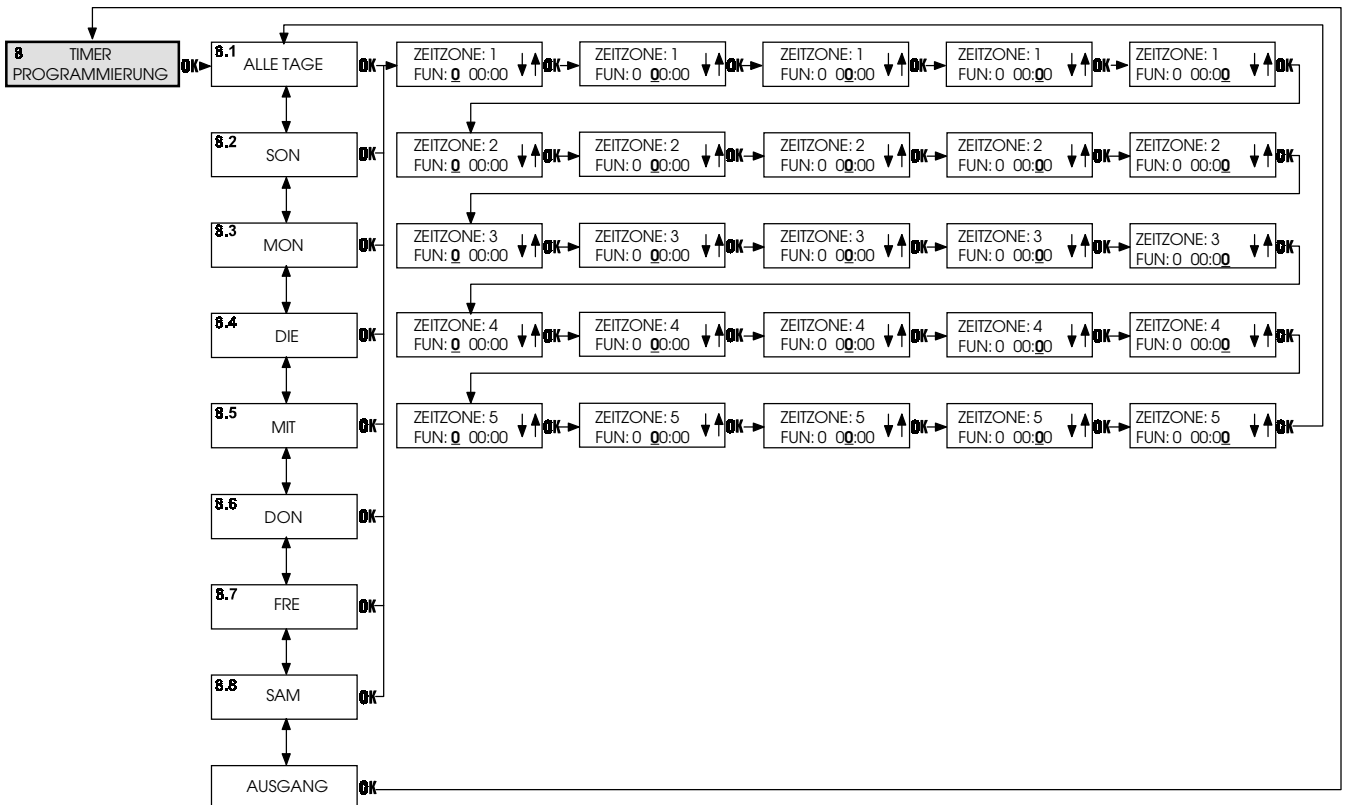 8 TIMER
PROGRAMMIERUNG
OK
8.1
ALLE TAGE
OK
ZEITZONE: 1
FUN: 0 00:00
OK
ZEITZONE: 1
FUN: 0 00:00
OK
ZEITZONE: 1
FUN: 0 00:00
OK
ZEITZONE: 1
FUN: 0 00:00
OK
ZEITZONE: 1
FUN: 0 00:00
OK
8.2
SON
OK
ZEITZONE: 2
FUN: 0 00:00
OK
ZEITZONE: 2
FUN: 0 00:00
OK
ZEITZONE: 2
FUN: 0 00:00
OK
ZEITZONE: 2
FUN: 0 00:00
OK
ZEITZONE: 2
FUN: 0 00:00
OK
8.3
MON
OK
ZEITZONE: 3
FUN: 0 00:00
OK
ZEITZONE: 3
FUN: 0 00:00
OK
ZEITZONE: 3
FUN: 0 00:00
OK
ZEITZONE: 3
FUN: 0 00:00
OK
ZEITZONE: 3
FUN: 0 00:00
OK
8.4
DIE
OK
ZEITZONE: 4
FUN: 0 00:00
OK
ZEITZONE: 4
FUN: 0 00:00
OK
ZEITZONE: 4
FUN: 0 00:00
OK
ZEITZONE: 4
FUN: 0 00:00
OK
ZEITZONE: 4
FUN: 0 00:00
OK
8.5
MIT
OK
ZEITZONE: 5
FUN: 0 00:00
OK
ZEITZONE: 5
FUN: 0 00:00
OK
ZEITZONE: 5
FUN: 0 00:00
OK
ZEITZONE: 5
FUN: 0 00:00
OK
ZEITZONE: 5
FUN: 0 00:00
OK
8.6
DON
OK
8.7
FRE
OK
8.8
SAM
OK
AUSGANG
OK